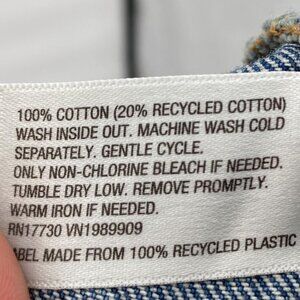 100% COTTON (20% RECYCLED COTTON)
WASH INSIDE OUT. MACHINE WASH COLD
SEPARATELY. GENTLE CYCLE.
ONLY NON-CHLORINE BLEACH IF NEEDED.
TUMBLE DRY LOW. REMOVE PROMPTLY.
WARM IRON IF NEEDED.
RN17730 VN1989909
ABEL MADE FROM 100% RECYCLED PLASTIC